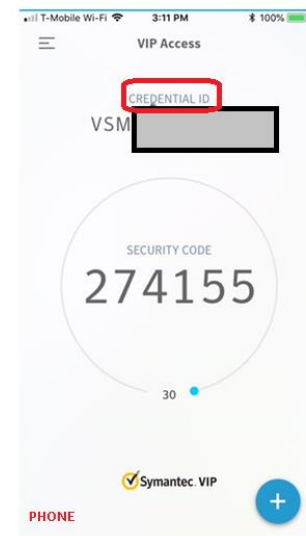 T-Mobile Wi-Fi 3:11 PM 100%
VIP Access
CREDENTIAL ID
VSM
SECURITY CODE
274155
30
Symantec. VIP
PHONE